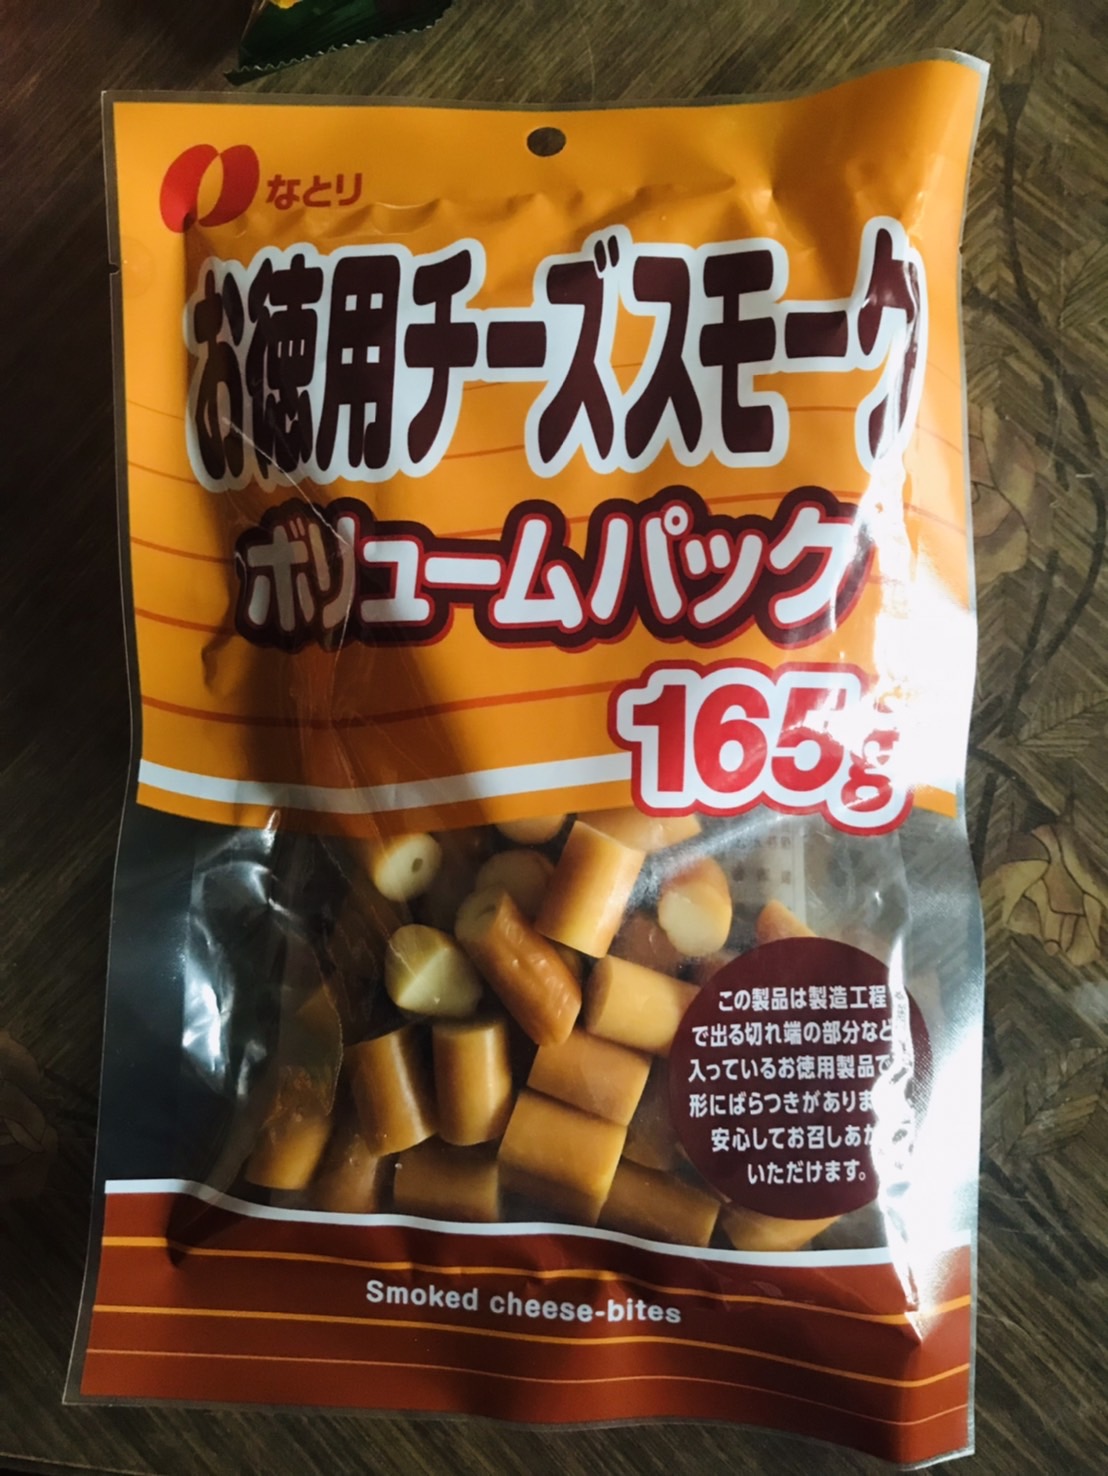 なとり
お徳用チーズスモーク
ボリュームパック
165g
この製品は製造工程
で出る切れ端の部分など
入っているお徳用製品で
形にばらつきがありま
安心してお召しあが
いただけます。
Smoked cheese-bites